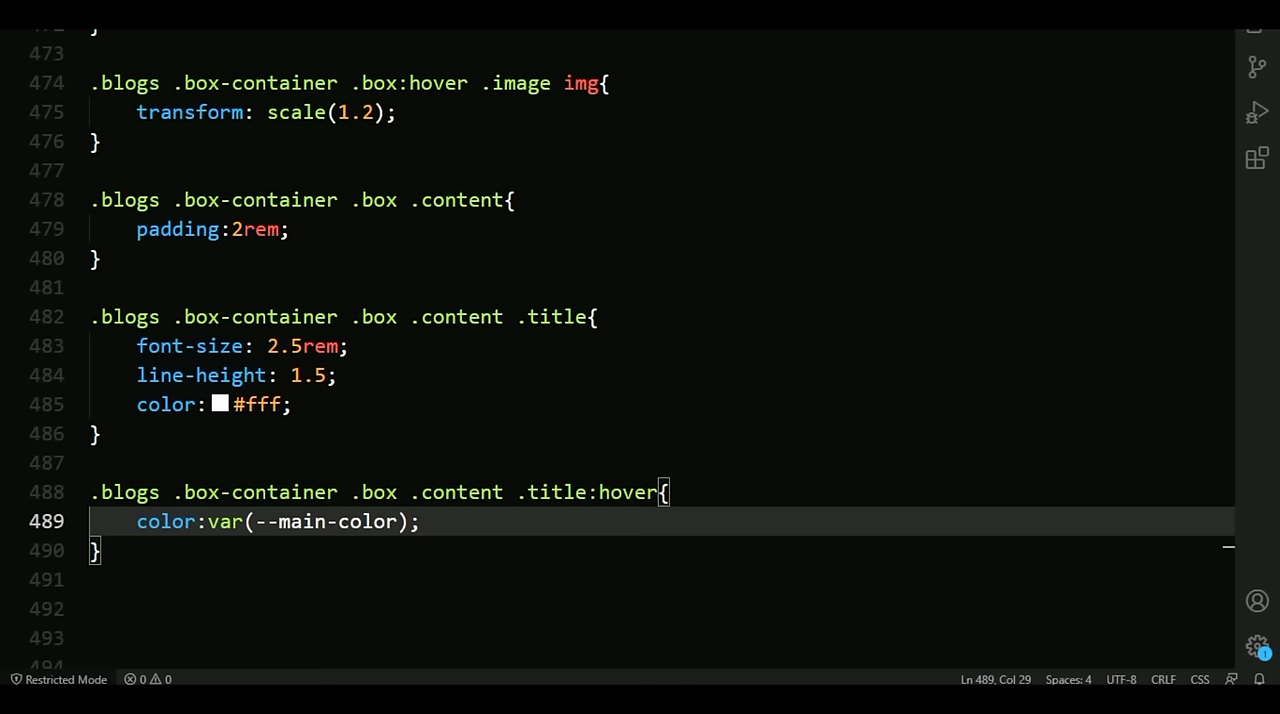 473
474 .blogs .box-container .box:hover .image img{
475     transform: scale(1.2);
476 }
477
478 .blogs .box-container .box .content{
479     padding:2rem;
480 }
481
482 .blogs .box-container .box .content .title{
483     font-size: 2.5rem;
484     line-height: 1.5;
485     color:#fff;
486 }
487
488 .blogs .box-container .box .content .title:hover{
489     color:var(--main-color);
490 }
491
492
493
494
Restricted Mode 0 0 Ln 489, Col 29 Spaces: 4 UTF-8 CRLF CSS 1